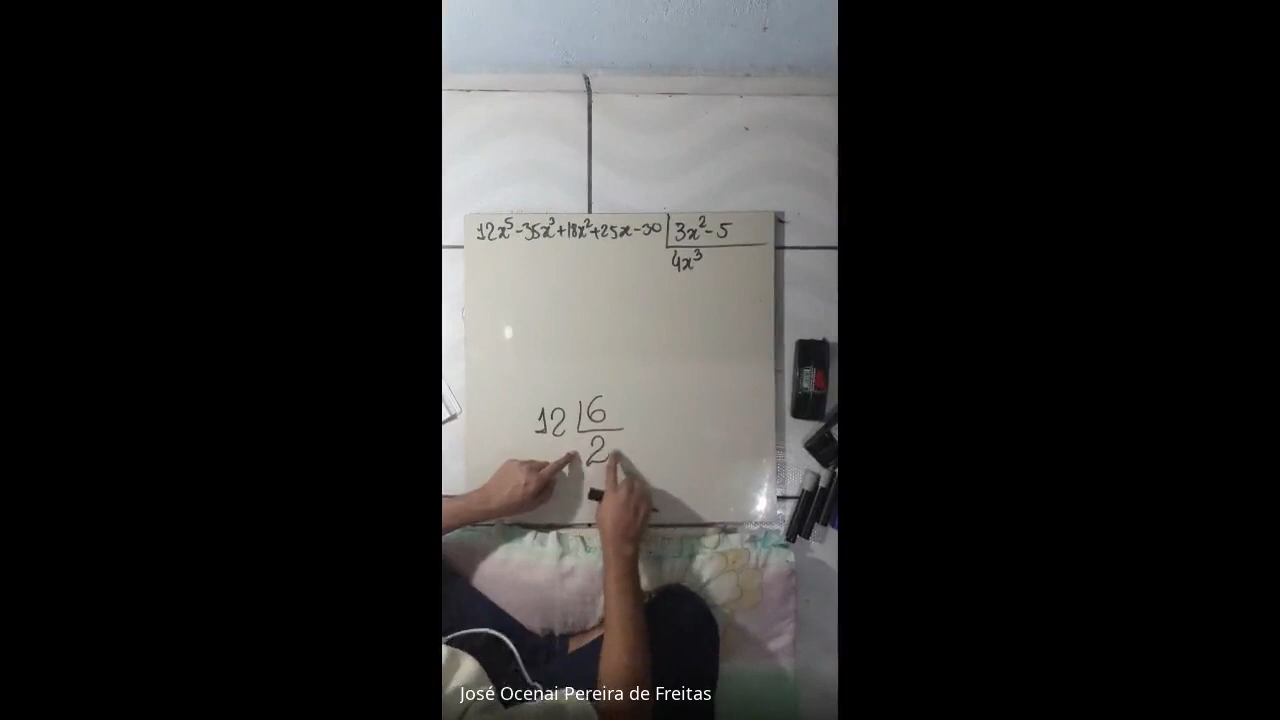 12x⁵-35x³+18x²+25x-30 3x²-5
4x³
12 6
2
José Ocenai Pereira de Freitas